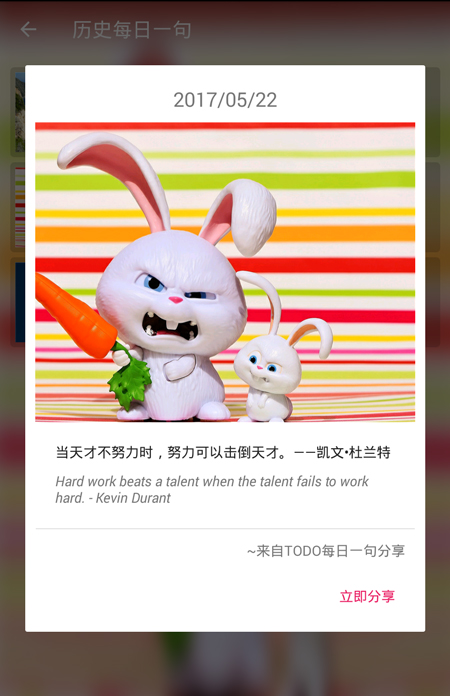 历史每日一句
2017/05/22
当天才不努力时，努力可以击倒天才。——凯文•杜兰特
Hard work beats a talent when the talent fails to work
hard. - Kevin Durant
~来自TODO每日一句分享
立即分享